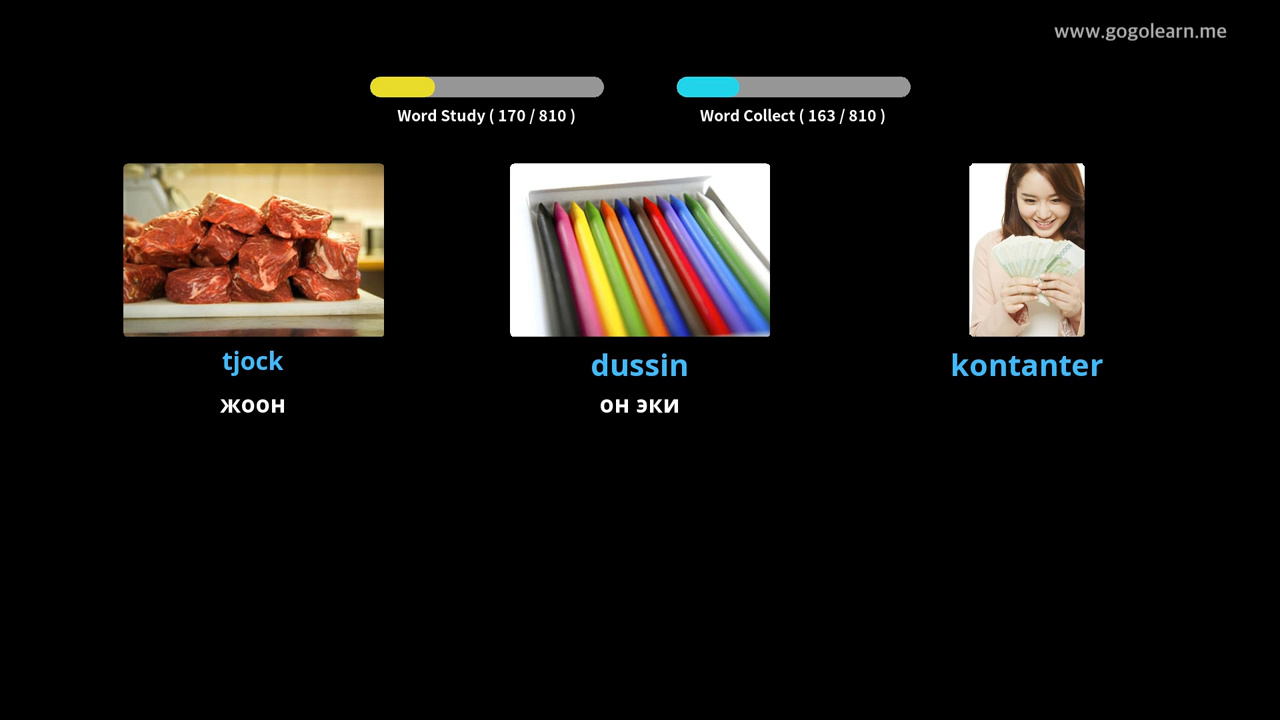 www.gogolearn.me
Word Study ( 170 / 810 )
Word Collect ( 163 / 810 )
tjock
dussin
kontanter
жоон
он эки